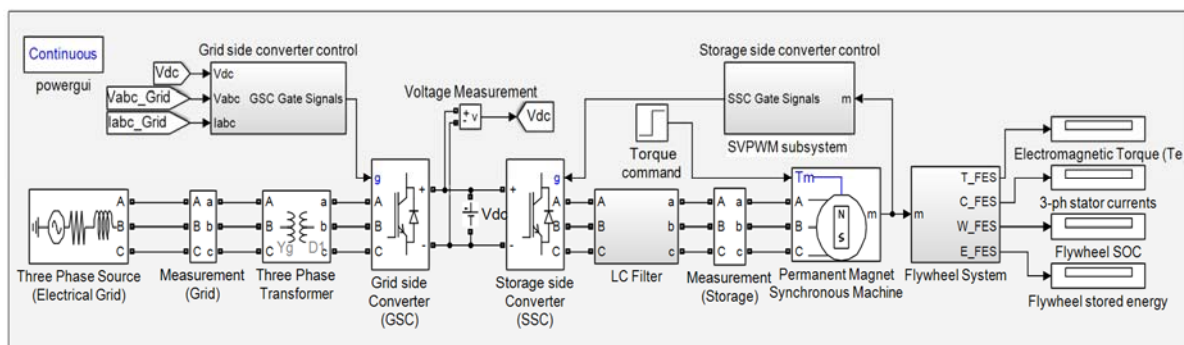 Continuous
powergui
Grid side converter control
Vdc
Vabc_Grid
Iabc_Grid
Vdc
Vabc
Iabc
GSC Gate Signals
Voltage Measurement
+
-
v
Vdc
Storage side converter control
SSC Gate Signals
m
SVPWM subsystem
Torque
command
A
B
C
Three Phase Source
(Electrical Grid)
A
B
C
a
b
c
Measurement
(Grid)
A
B
C
a
b
c
Yg
D1
Three Phase
Transformer
g
A
B
C
+
-
Grid side
Converter
(GSC)
Vdc
g
+
-
A
B
C
Storage side
Converter
(SSC)
a
b
c
LC Filter
A
B
C
a
b
c
Measurement
(Storage)
Tm
A
B
C
N
S
m
Permanent Magnet
Synchronous Machine
m
T_FES
C_FES
W_FES
E_FES
Flywheel System
Electromagnetic Torque (Te
3-ph stator currents
Flywheel SOC
Flywheel stored energy